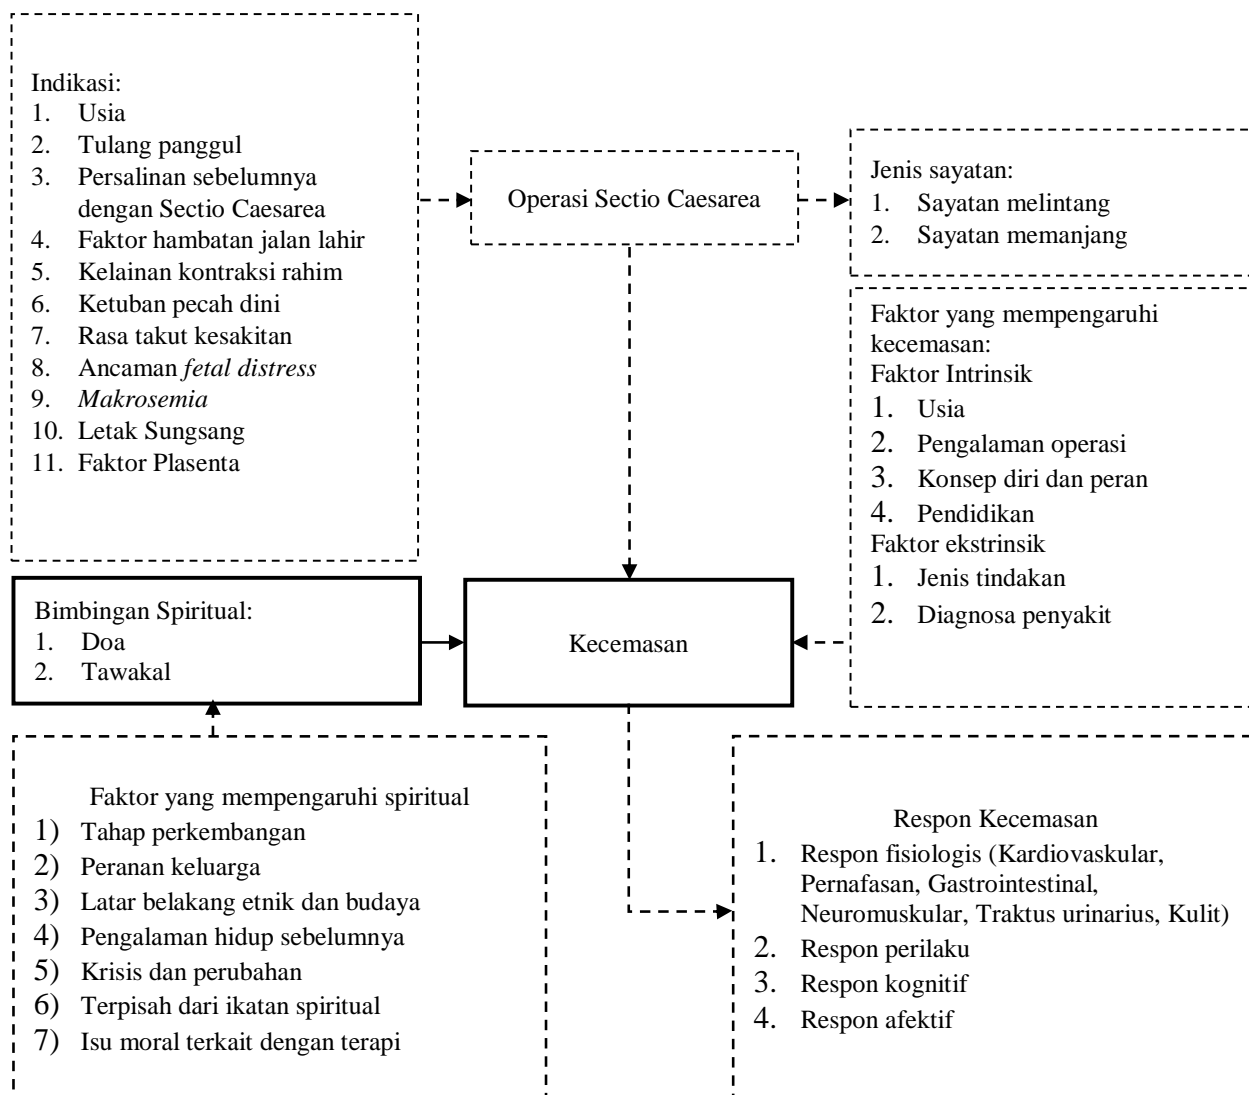 Indikasi:
1. Usia
2. Tulang panggul
3. Persalinan sebelumnya
dengan Sectio Caesarea
4. Faktor hambatan jalan lahir
5. Kelainan kontraksi rahim
6. Ketuban pecah dini
7. Rasa takut kesakitan
8. Ancaman fetal distress
9. Makrosemia
10. Letak Sungsang
11. Faktor Plasenta
Operasi Sectio Caesarea
Jenis sayatan:
1. Sayatan melintang
2. Sayatan memanjang
Faktor yang mempengaruhi
kecemasan:
Faktor Intrinsik
1. Usia
2. Pengalaman operasi
3. Konsep diri dan peran
4. Pendidikan
Faktor ekstrinsik
1. Jenis tindakan
2. Diagnosa penyakit
Bimbingan Spiritual:
1. Doa
2. Tawakal
Kecemasan
Faktor yang mempengaruhi spiritual
1) Tahap perkembangan
2) Peranan keluarga
3) Latar belakang etnik dan budaya
4) Pengalaman hidup sebelumnya
5) Krisis dan perubahan
6) Terpisah dari ikatan spiritual
7) Isu moral terkait dengan terapi
Respon Kecemasan
1. Respon fisiologis (Kardiovaskular,
Pernafasan, Gastrointestinal,
Neuromuskular, Traktus urinarius, Kulit)
2. Respon perilaku
3. Respon kognitif
4. Respon afektif